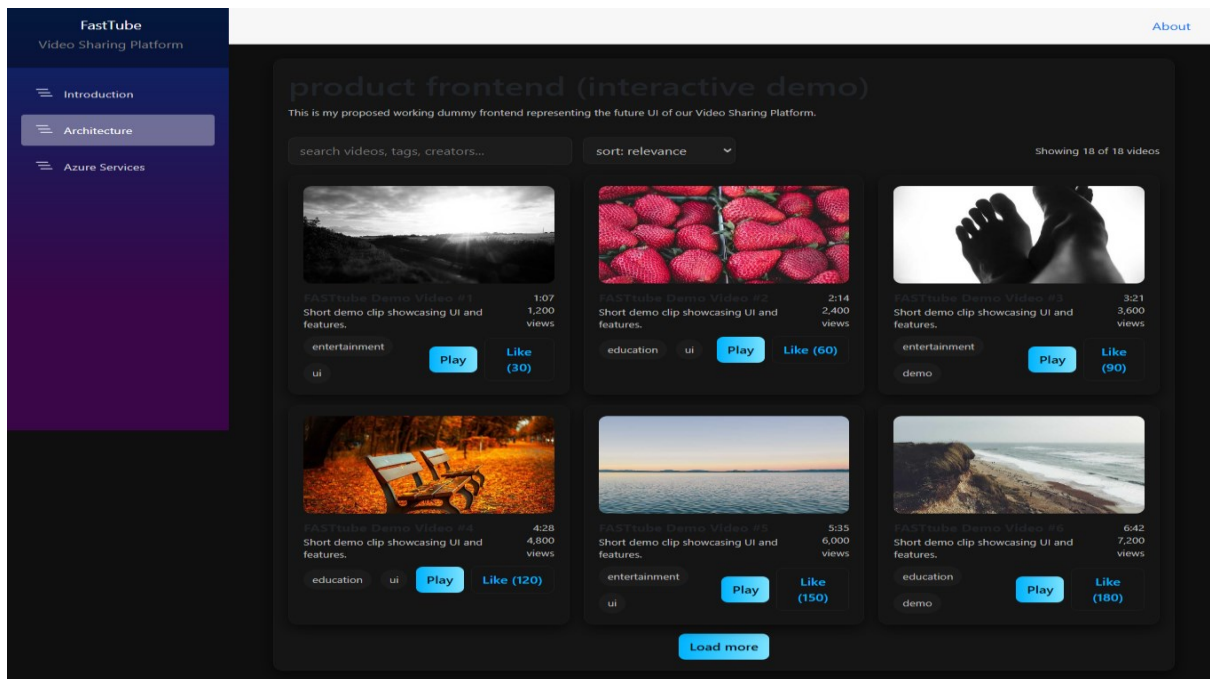 FastTube
Video Sharing Platform
About
Introduction
Architecture
Azure Services
product frontend (interactive demo)
This is my proposed working dummy frontend representing the future UI of our Video Sharing Platform.
search videos, tags, creators...
sort: relevance
Showing 18 of 18 videos
FASTtube Demo Video #1
1:07
Short demo clip showcasing UI and
features.
1,200
views
entertainment
ui
Play
Like
(30)
FASTtube Demo Video #2
2:14
Short demo clip showcasing UI and
features.
2,400
views
education
ui
Play
Like (60)
FASTtube Demo Video #3
3:21
Short demo clip showcasing UI and
features.
3,600
views
entertainment
demo
Play
Like
(90)
FASTtube Demo Video #4
4:28
Short demo clip showcasing UI and
features.
4,800
views
education
ui
Play
Like (120)
FASTtube Demo Video #5
5:35
Short demo clip showcasing UI and
features.
6,000
views
entertainment
ui
Play
Like
(150)
FASTtube Demo Video #6
6:42
Short demo clip showcasing UI and
features.
7,200
views
education
demo
Play
Like
(180)
Load more